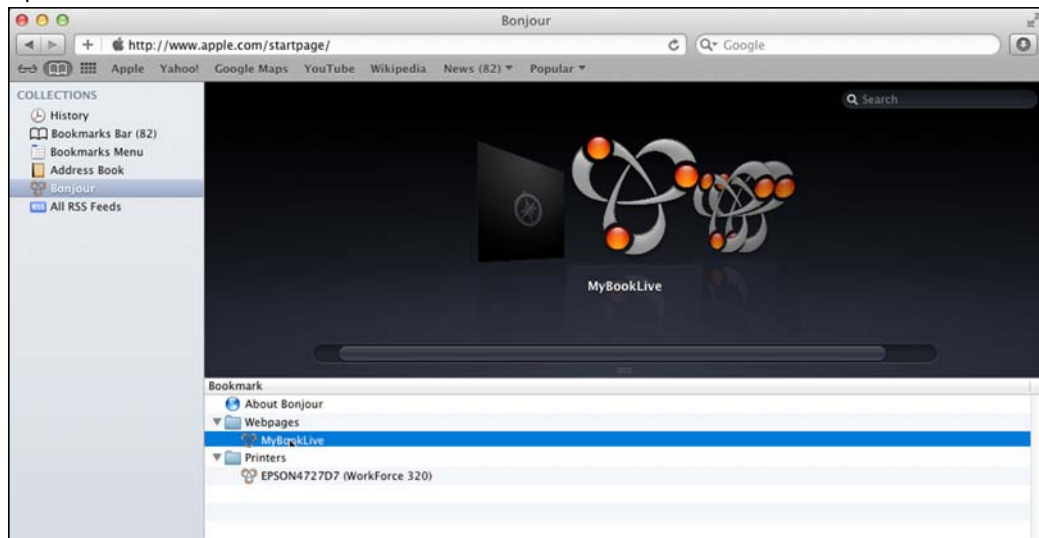 Bonjour
+ http://www.apple.com/startpage/ Google
Apple Yahoo! Google Maps YouTube Wikipedia News (82) Popular
COLLECTIONS
History
Bookmarks Bar (82)
Bookmarks Menu
Address Book
Bonjour
RSS All RSS Feeds
Search
MyBookLive
Bookmark
About Bonjour
Webpages
MyBookLive
Printers
EPSON4727D7 (WorkForce 320)